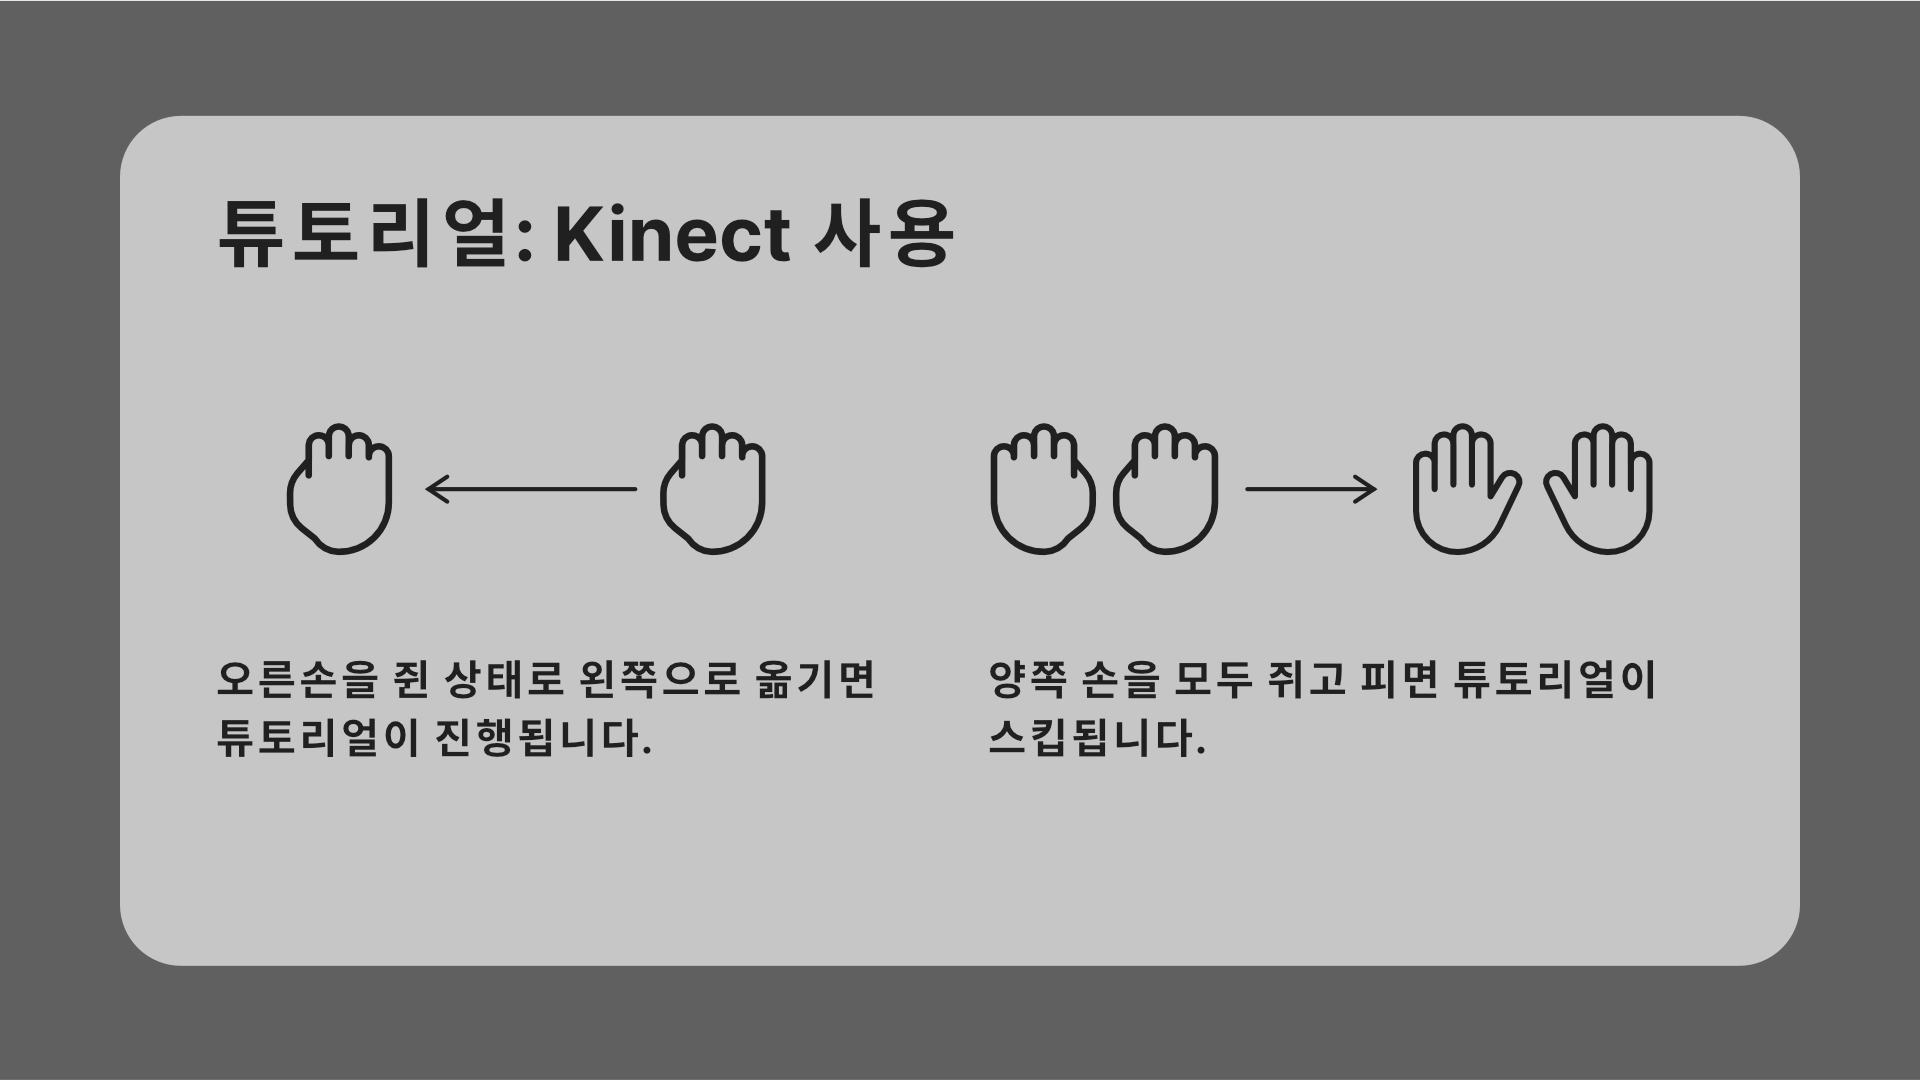 튜토리얼: Kinect 사용
오른손을 쥔 상태로 왼쪽으로 옮기면
튜토리얼이 진행됩니다.
양쪽 손을 모두 쥐고 피면 튜토리얼이
스킵됩니다.